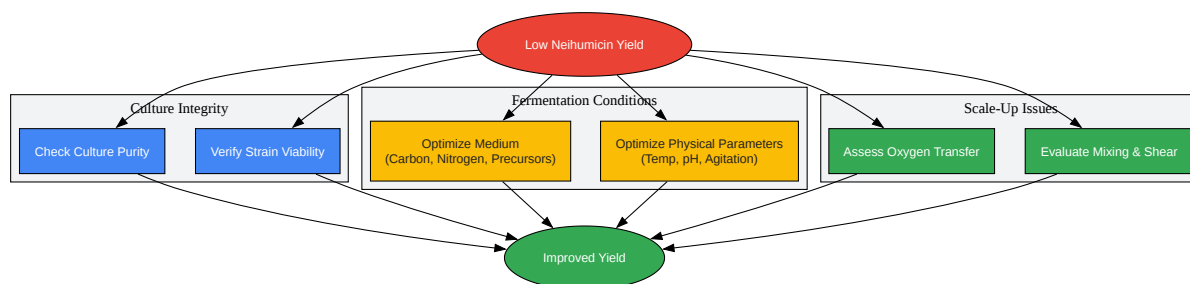 Low Neihumicin Yield
Culture Integrity
Fermentation Conditions
Scale-Up Issues
Check Culture Purity
Verify Strain Viability
Optimize Medium
(Carbon, Nitrogen, Precursors)
Optimize Physical Parameters
(Temp, pH, Agitation)
Assess Oxygen Transfer
Evaluate Mixing & Shear
Improved Yield